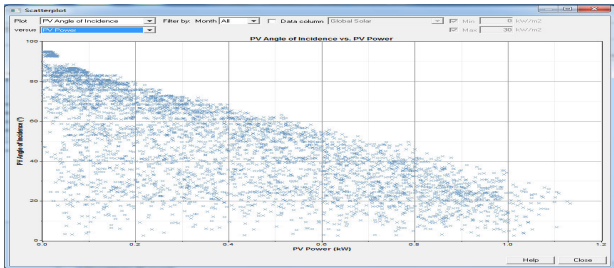 Scatterplot
Plot PV Angle of Incidence Filter by: Month All Data column Global Solar Min 0 kW/m2
versus PV Power Max 30 kW/m2
PV Angle of Incidence vs. PV Power
100
80
60
40
20
0
PV Angle of Incidence (°)
0.0 0.2 0.4 0.6 0.8 1.0 1.2
PV Power (kW)
Help Close